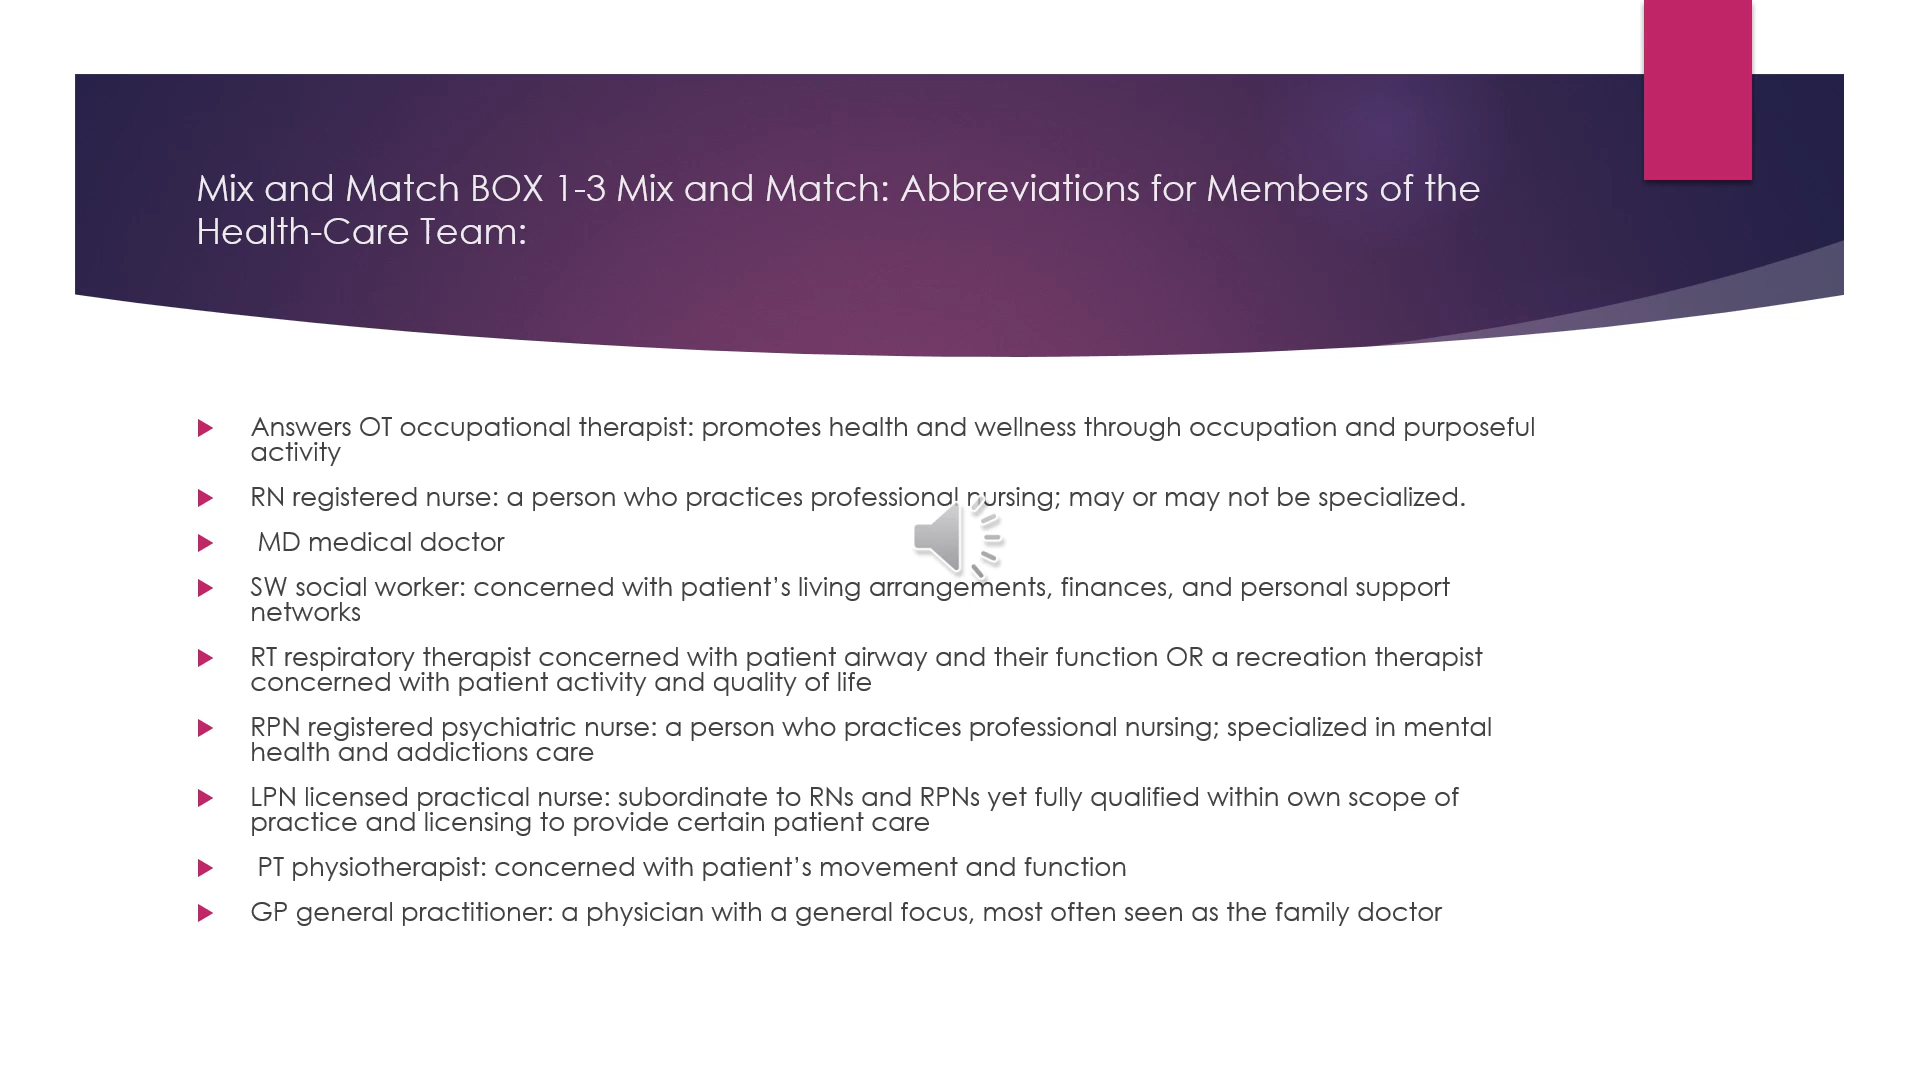 Mix and Match BOX 1-3 Mix and Match: Abbreviations for Members of the
Health-Care Team:
Answers OT occupational therapist: promotes health and wellness through occupation and purposeful
activity
RN registered nurse: a person who practices professional nursing; may or may not be specialized.
MD medical doctor
SW social worker: concerned with patient’s living arrangements, finances, and personal support
networks
RT respiratory therapist concerned with patient airway and their function OR a recreation therapist
concerned with patient activity and quality of life
RPN registered psychiatric nurse: a person who practices professional nursing; specialized in mental
health and addictions care
LPN licensed practical nurse: subordinate to RNs and RPNs yet fully qualified within own scope of
practice and licensing to provide certain patient care
PT physiotherapist: concerned with patient’s movement and function
GP general practitioner: a physician with a general focus, most often seen as the family doctor